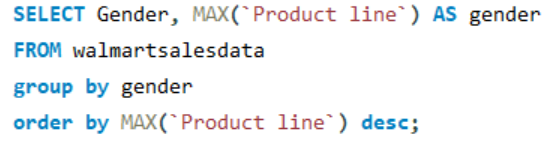 SELECT Gender, MAX(`Product line`) AS gender
FROM walmartsalesdata
group by gender
order by MAX(`Product line`) desc;